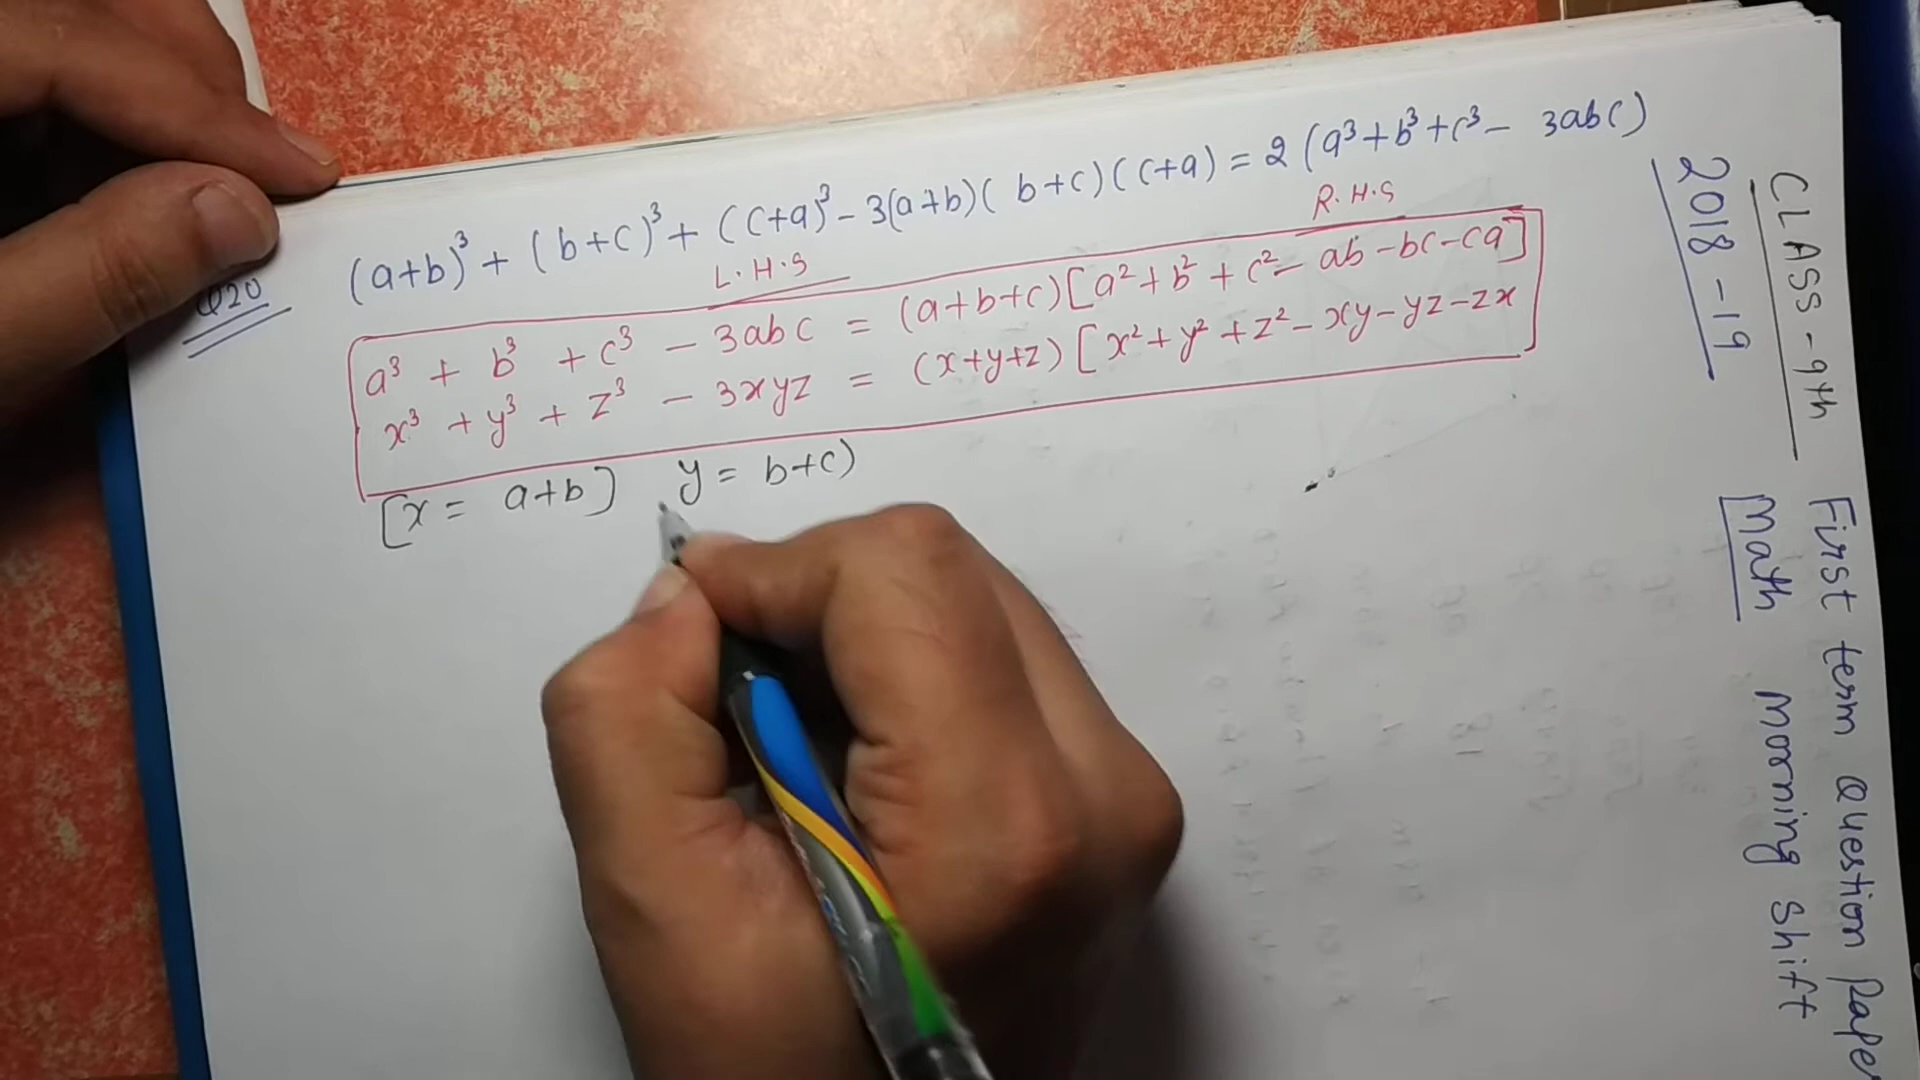 Q20 (a+b)³ + (b+c)³ + (c+a)³ - 3(a+b)(b+c)(c+a) = 2(a³+b³+c³- 3abc)
L.H.S R.H.S
a³ + b³ + c³ - 3abc = (a+b+c)[a²+b²+c²-ab-bc-ca]
x³ + y³ + z³ - 3xyz = (x+y+z)[x²+y²+z²-xy-yz-zx
[x = a+b] y = b+c)
CLASS-9th First term Question Pape
2018-19 Math Morning Shift